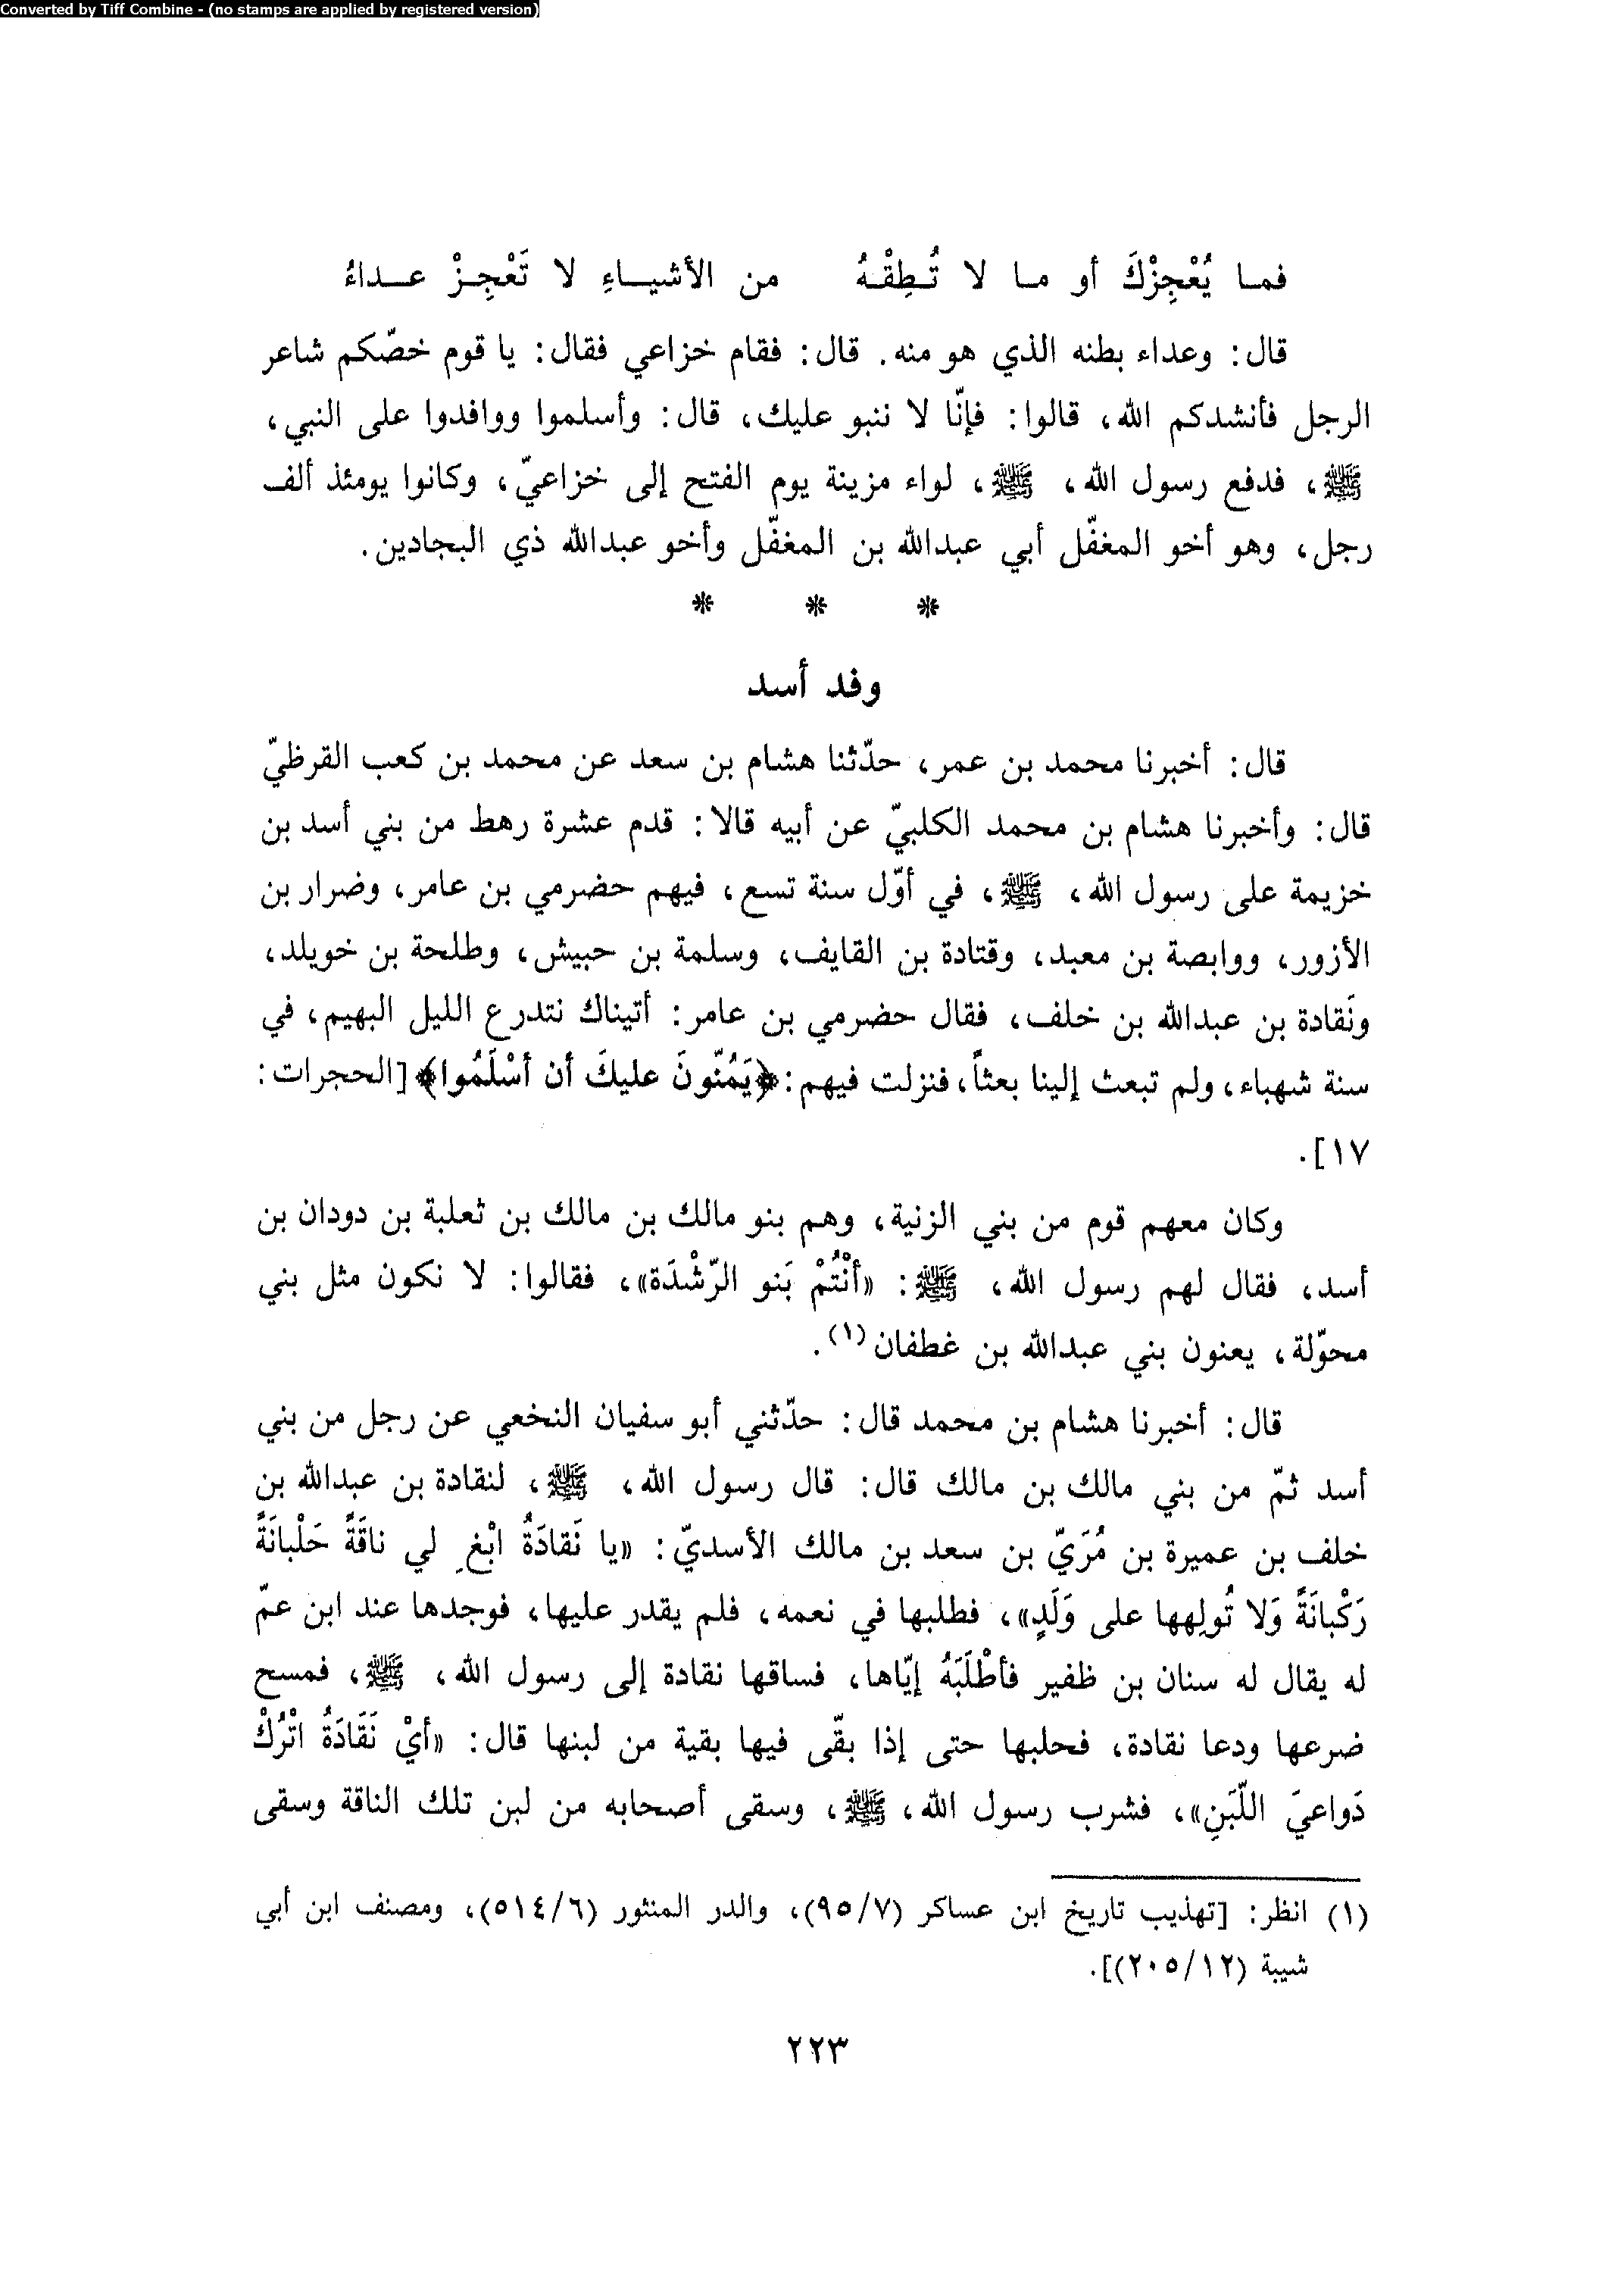 Converted by Tiff Combine - (no stamps are applied by registered version)
فمـا يُعْجِزْكَ أو مـا لا تُـطِقْـهُ من الأشيـاءِ لا تَعْجِـزْ عـداءُ
قال: وعداء بطنه الذي هو منه. قال: فقام خزاعي فقال: يا قوم خصّكم شاعر
الرجل فأنشدكم الله، قالوا: فإنّا لا ننبو عليك، قال: وأسلموا ووافدوا على النبي،
ﷺ، فدفع رسول الله، ﷺ، لواء مزينة يوم الفتح إلى خزاعيّ، وكانوا يومئذ ألف
رجل، وهو أخو المغفّل أبي عبدالله بن المغفّل وأخو عبدالله ذي البجادين.
* * *
وفد أسد
قال: أخبرنا محمد بن عمر، حدّثنا هشام بن سعد عن محمد بن كعب القرظيّ
قال: وأخبرنا هشام بن محمد الكلبيّ عن أبيه قالا: قدم عشرة رهط من بني أسد بن
خزيمة على رسول الله، ﷺ، في أوّل سنة تسع، فيهم حضرمي بن عامر، وضرار بن
الأزور، ووابصة بن معبد، وقتادة بن القايف، وسلمة بن حبيش، وطلحة بن خويلد،
ونَقادة بن عبدالله بن خلف، فقال حضرمي بن عامر: أتيناك نتدرع الليل البهيم، في
سنة شهباء، ولم تبعث إلينا بعثاً، فنزلت فيهم: ﴿يَمُنّونَ عليكَ أن أسْلَمُوا﴾ [الحجرات:
١٧].
وكان معهم قوم من بني الزنية، وهم بنو مالك بن مالك بن ثعلبة بن دودان بن
أسد، فقال لهم رسول الله، ﷺ: «أنْتُمْ بَنو الرّشْدَة»، فقالوا: لا نكون مثل بني
محوّلة، يعنون بني عبدالله بن غطفان(١).
قال: أخبرنا هشام بن محمد قال: حدّثني أبو سفيان النخعي عن رجل من بني
أسد ثمّ من بني مالك بن مالك قال: قال رسول الله، ﷺ، لنقادة بن عبدالله بن
خلف بن عميرة بن مُرَيّ بن سعد بن مالك الأسديّ: «يا نَقادَةُ ابْغِ لي ناقَةً حَلْبانَةً
رَكْبانَةً وَلا تُولِهها على وَلَدٍ»، فطلبها في نعمه، فلم يقدر عليها، فوجدها عند ابن عمّ
له يقال له سنان بن ظفير فأطْلَبَهُ إيّاها، فساقها نقادة إلى رسول الله، ﷺ، فمسح
ضرعها ودعا نقادة، فحلبها حتى إذا بقّى فيها بقية من لبنها قال: «أيْ نَقَادَةُ اتْرُكْ
دَواعيَ اللّبَنِ»، فشرب رسول الله، ﷺ، وسقى أصحابه من لبن تلك الناقة وسقى
(١) انظر: [تهذيب تاريخ ابن عساكر (٧/٩٥)، والدر المنثور (٦/٥١٤)، ومصنف ابن أبي
شيبة (١٢/٢٠٥)].
٢٢٣